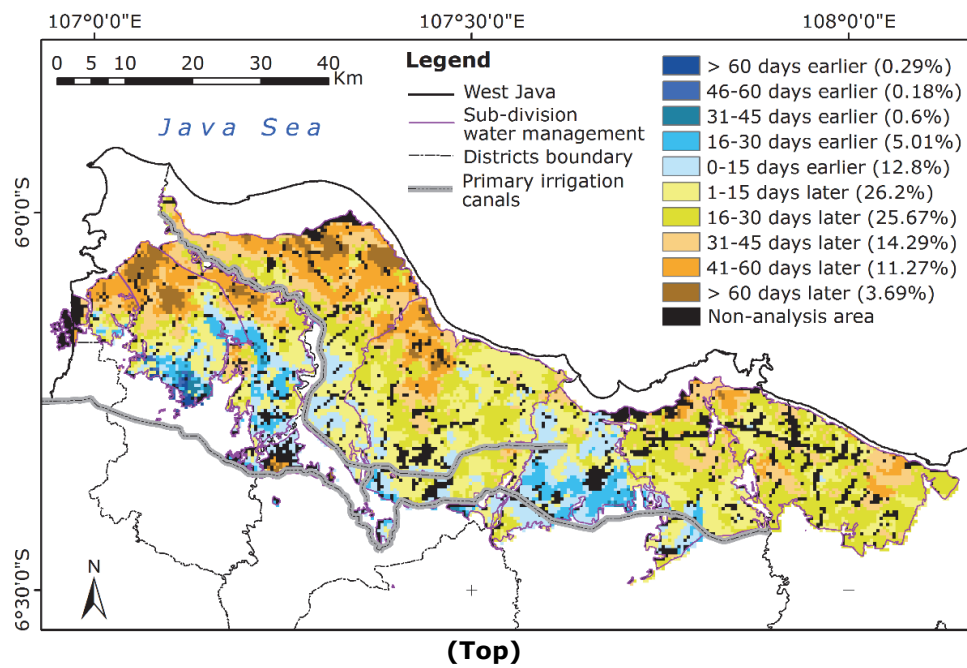 107°0'0"E 107°30'0"E 108°0'0"E
0 5 10 20 30 40
Km
Java Sea
Legend
West Java
Sub-division
water management
Districts boundary
Primary irrigation
canals
> 60 days earlier (0.29%)
46-60 days earlier (0.18%)
31-45 days earlier (0.6%)
16-30 days earlier (5.01%)
0-15 days earlier (12.8%)
1-15 days later (26.2%)
16-30 days later (25.67%)
31-45 days later (14.29%)
41-60 days later (11.27%)
> 60 days later (3.69%)
Non-analysis area
6°0'0"S
6°30'0"S
N
(Top)